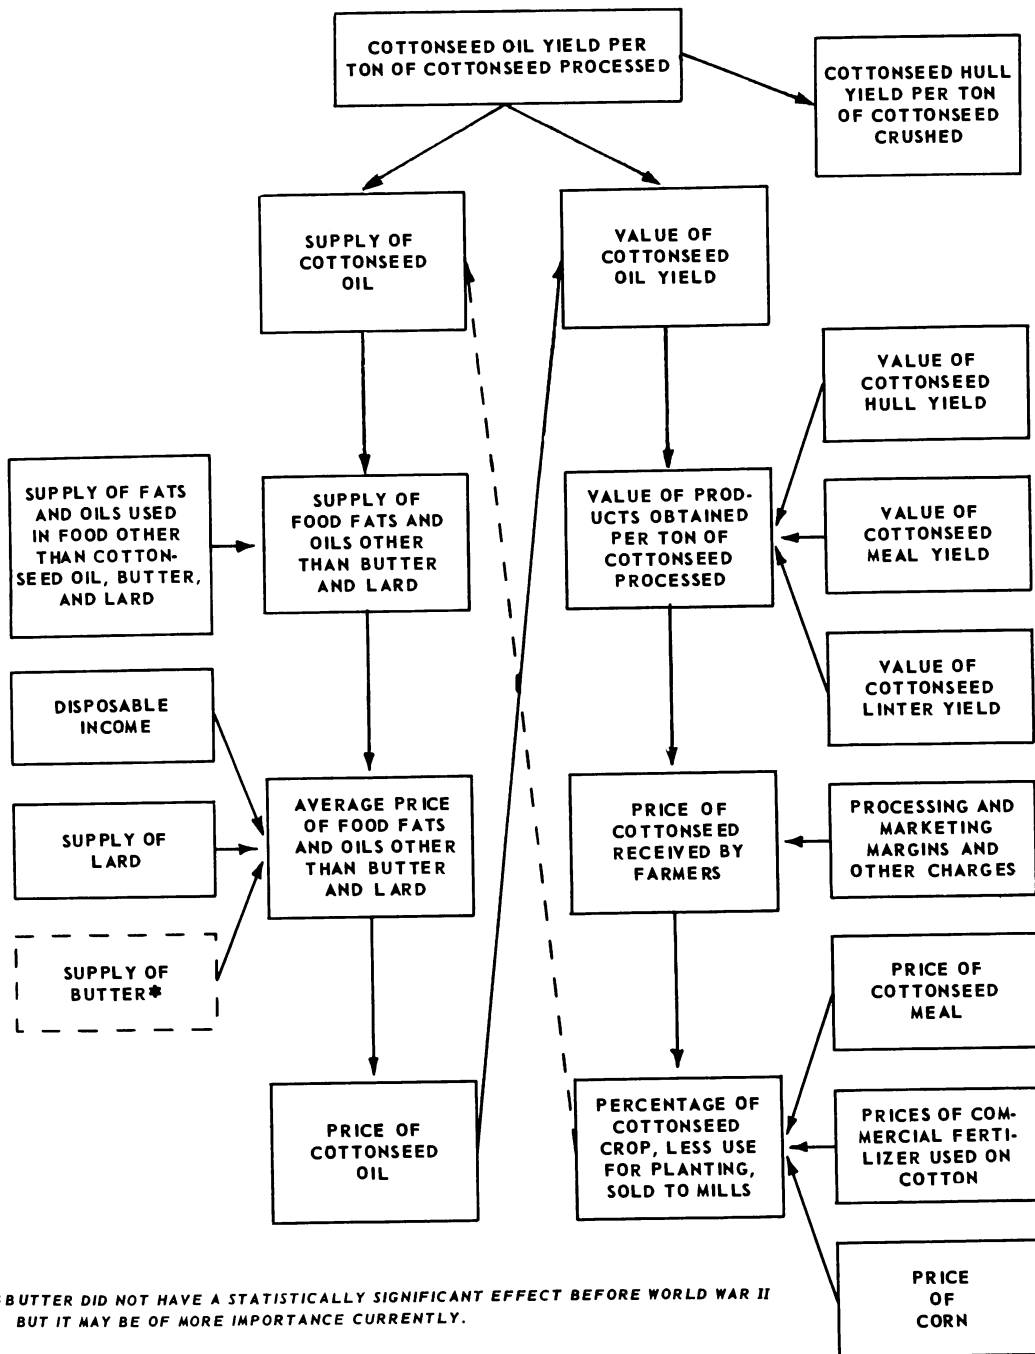 COTTONSEED OIL YIELD PER
TON OF COTTONSEED PROCESSED
COTTONSEED HULL
YIELD PER TON
OF COTTONSEED
CRUSHED
SUPPLY OF
COTTONSEED
OIL
VALUE OF
COTTONSEED
OIL YIELD
VALUE OF
COTTONSEED
HULL YIELD
SUPPLY OF FATS
AND OILS USED
IN FOOD OTHER
THAN COTTON-
SEED OIL, BUTTER,
AND LARD
SUPPLY OF
FOOD FATS AND
OILS OTHER
THAN BUTTER
AND LARD
VALUE OF PROD-
UCTS OBTAINED
PER TON OF
COTTONSEED
PROCESSED
VALUE OF
COTTONSEED
MEAL YIELD
VALUE OF
COTTONSEED
LINTER YIELD
DISPOSABLE
INCOME
SUPPLY OF
LARD
SUPPLY OF
BUTTER*
AVERAGE PRICE
OF FOOD FATS
AND OILS OTHER
THAN BUTTER
AND LARD
PRICE OF
COTTONSEED
RECEIVED BY
FARMERS
PROCESSING AND
MARKETING
MARGINS AND
OTHER CHARGES
PRICE OF
COTTONSEED
MEAL
PRICE OF
COTTONSEED
OIL
PERCENTAGE OF
COTTONSEED
CROP, LESS USE
FOR PLANTING,
SOLD TO MILLS
PRICES OF COM-
MERCIAL FERTI-
LIZER USED ON
COTTON
PRICE
OF
CORN
*BUTTER DID NOT HAVE A STATISTICALLY SIGNIFICANT EFFECT BEFORE WORLD WAR II
BUT IT MAY BE OF MORE IMPORTANCE CURRENTLY.